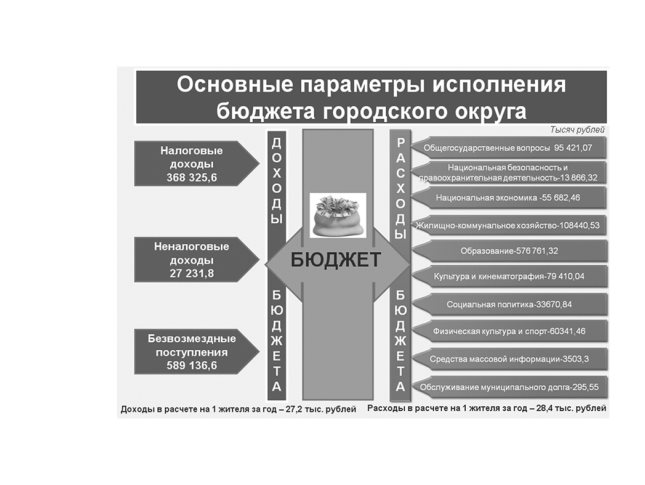 Основные параметры исполнения
бюджета городского округа
Тысяч рублей
Налоговые
доходы
368 325,6
Неналоговые
доходы
27 231,8
Безвозмездные
поступления
589 136,6
ДОХОДЫ БЮДЖЕТА
БЮДЖЕТ
РАСХОДЫ БЮДЖЕТА
Общегосударственные вопросы 95 421,07
Национальная безопасность и
правоохранительная деятельность-13 866,32
Национальная экономика -55 682,46
Жилищно-коммунальное хозяйство-108440,53
Образование-576 761,32
Культура и кинематография-79 410,04
Социальная политика-33670,84
Физическая культура и спорт-60341,46
Средства массовой информации-3503,3
Обслуживание муниципального долга-295,55
Доходы в расчете на 1 жителя за год – 27,2 тыс. рублей
Расходы в расчете на 1 жителя за год – 28,4 тыс. рублей